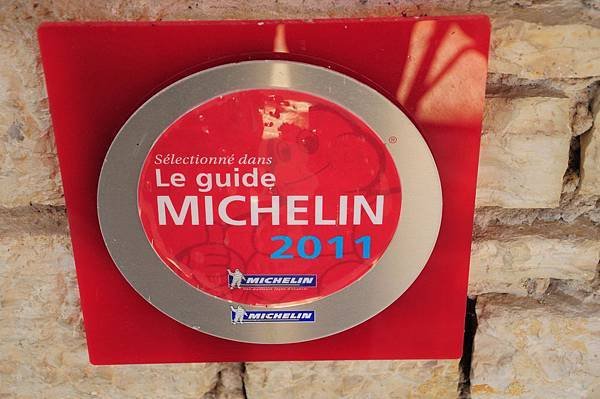 Sélectionné dans
Le guide
MICHELIN
2011
MICHELIN
MICHELIN
®